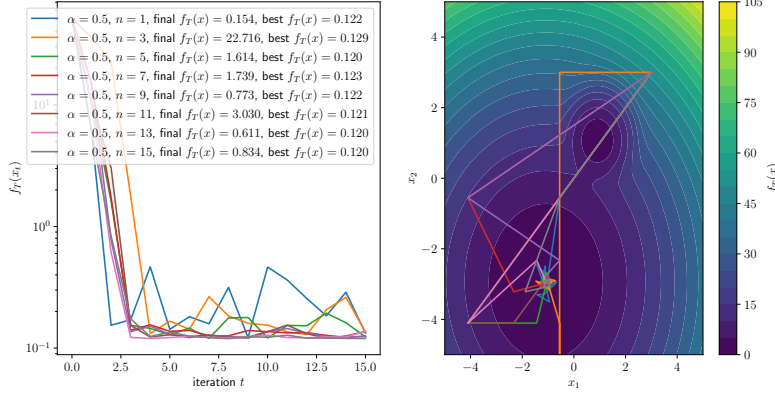 α = 0.5, n = 1, final f_T(x) = 0.154, best f_T(x) = 0.122
α = 0.5, n = 3, final f_T(x) = 22.716, best f_T(x) = 0.129
α = 0.5, n = 5, final f_T(x) = 1.614, best f_T(x) = 0.120
α = 0.5, n = 7, final f_T(x) = 1.739, best f_T(x) = 0.123
α = 0.5, n = 9, final f_T(x) = 0.773, best f_T(x) = 0.122
α = 0.5, n = 11, final f_T(x) = 3.030, best f_T(x) = 0.121
α = 0.5, n = 13, final f_T(x) = 0.611, best f_T(x) = 0.120
α = 0.5, n = 15, final f_T(x) = 0.834, best f_T(x) = 0.120
10^0
10^{-1}
f_T(x_t)
0.0 2.5 5.0 7.5 10.0 12.5 15.0
iteration t
4
2
0
−2
−4
x_2
−4 −2 0 2 4
x_1
105
90
75
60
45
30
15
0
f_T(x)